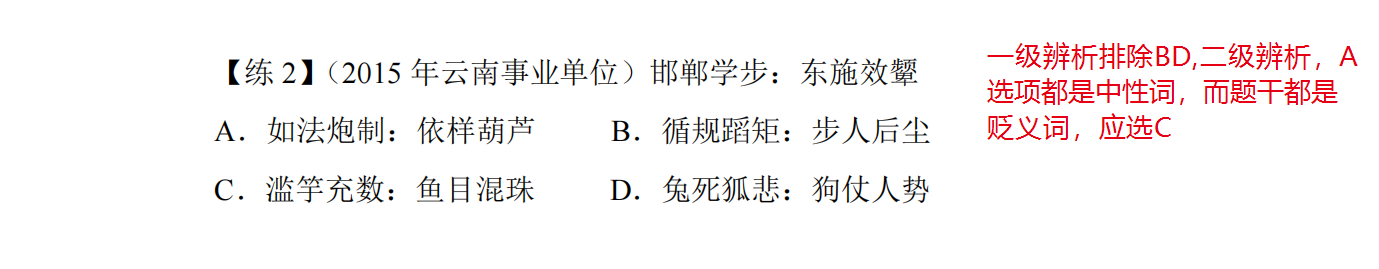 【练 2】(2015 年云南事业单位）邯郸学步：东施效颦
A．如法炮制：依样葫芦 B．循规蹈矩：步人后尘
C．滥竽充数：鱼目混珠 D．兔死狐悲：狗仗人势
一级辨析排除BD,二级辨析，A
选项都是中性词，而题干都是
贬义词，应选C